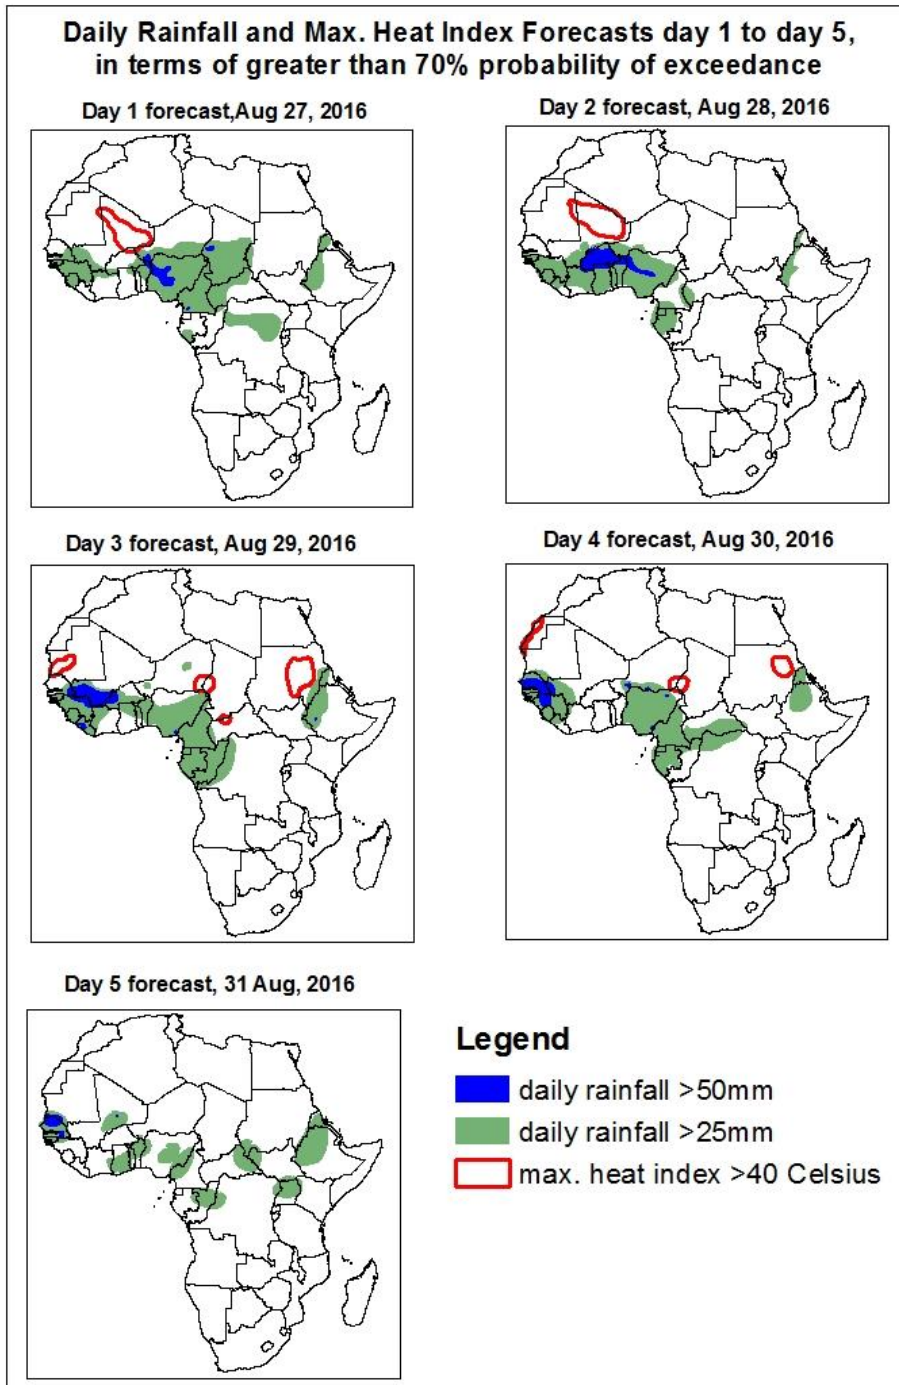 Daily Rainfall and Max. Heat Index Forecasts day 1 to day 5,
in terms of greater than 70% probability of exceedance
Day 1 forecast,Aug 27, 2016
Day 2 forecast, Aug 28, 2016
Day 3 forecast, Aug 29, 2016
Day 4 forecast, Aug 30, 2016
Day 5 forecast, 31 Aug, 2016
Legend
daily rainfall >50mm
daily rainfall >25mm
max. heat index >40 Celsius